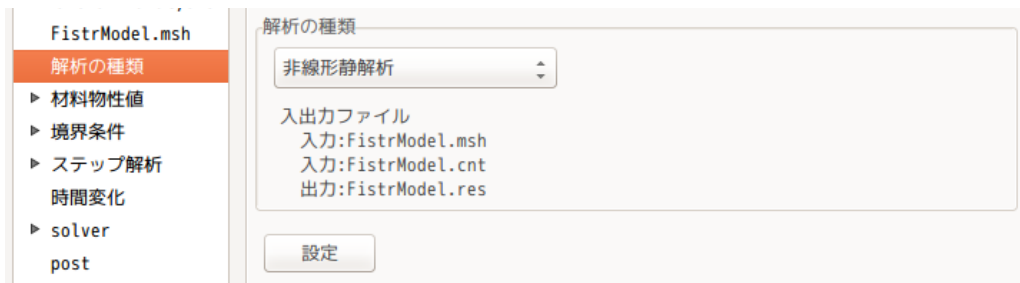 FistrModel.msh
解析の種類
▶ 材料物性値
▶ 境界条件
▶ ステップ解析
時間変化
▶ solver
post
解析の種類
非線形静解析
入出力ファイル
入力:FistrModel.msh
入力:FistrModel.cnt
出力:FistrModel.res
設定